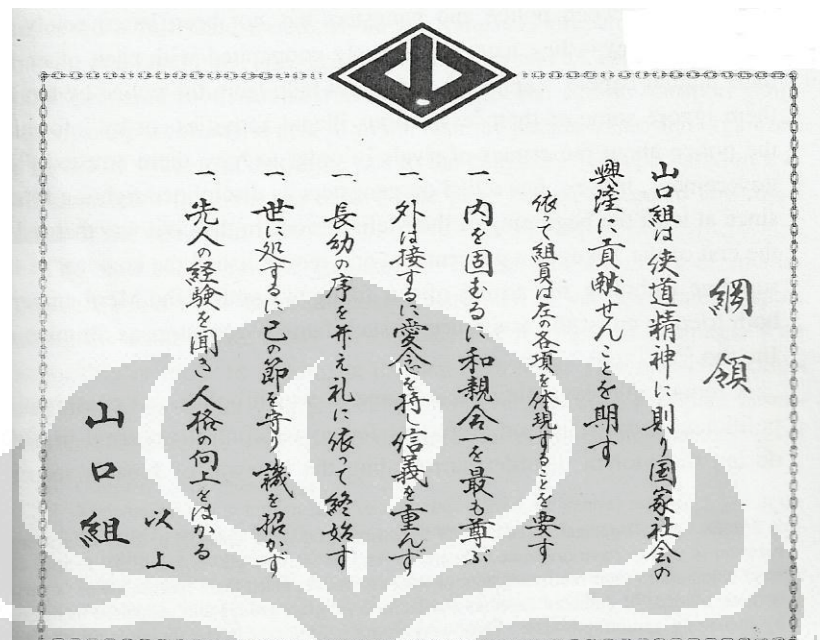 綱領
山口組は侠道精神に則り国家社会の
興隆に貢献せんことを期す
依って組員は左の各項を体現することを要す
一、内を固むるに和親合一を最も尊ぶ
一、外は接するに愛念を持し信義を重んず
一、長幼の序を弁え礼に依って終始す
一、世に処するに己の節を守り譏を招かず
一、先人の経験を聞き人格の向上をはかる
以上
山口組